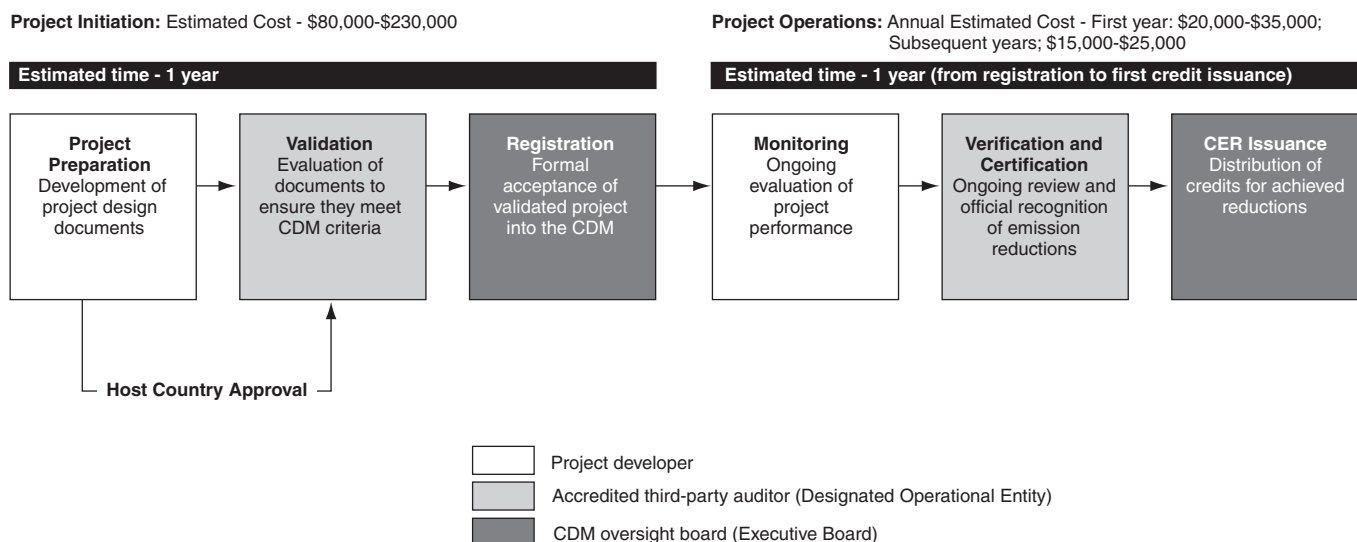 Project Initiation: Estimated Cost - $80,000-$230,000
Estimated time - 1 year
Project Operations: Annual Estimated Cost - First year: $20,000-$35,000;
Subsequent years; $15,000-$25,000
Estimated time - 1 year (from registration to first credit issuance)
Project
Preparation
Development of
project design
documents
Validation
Evaluation of
documents to
ensure they meet
CDM criteria
Registration
Formal
acceptance of
validated project
into the CDM
Monitoring
Ongoing
evaluation of
project
performance
Verification and
Certification
Ongoing review and
official recognition
of emission
reductions
CER Issuance
Distribution of
credits for achieved
reductions
Host Country Approval
Project developer
Accredited third-party auditor (Designated Operational Entity)
CDM oversight board (Executive Board)